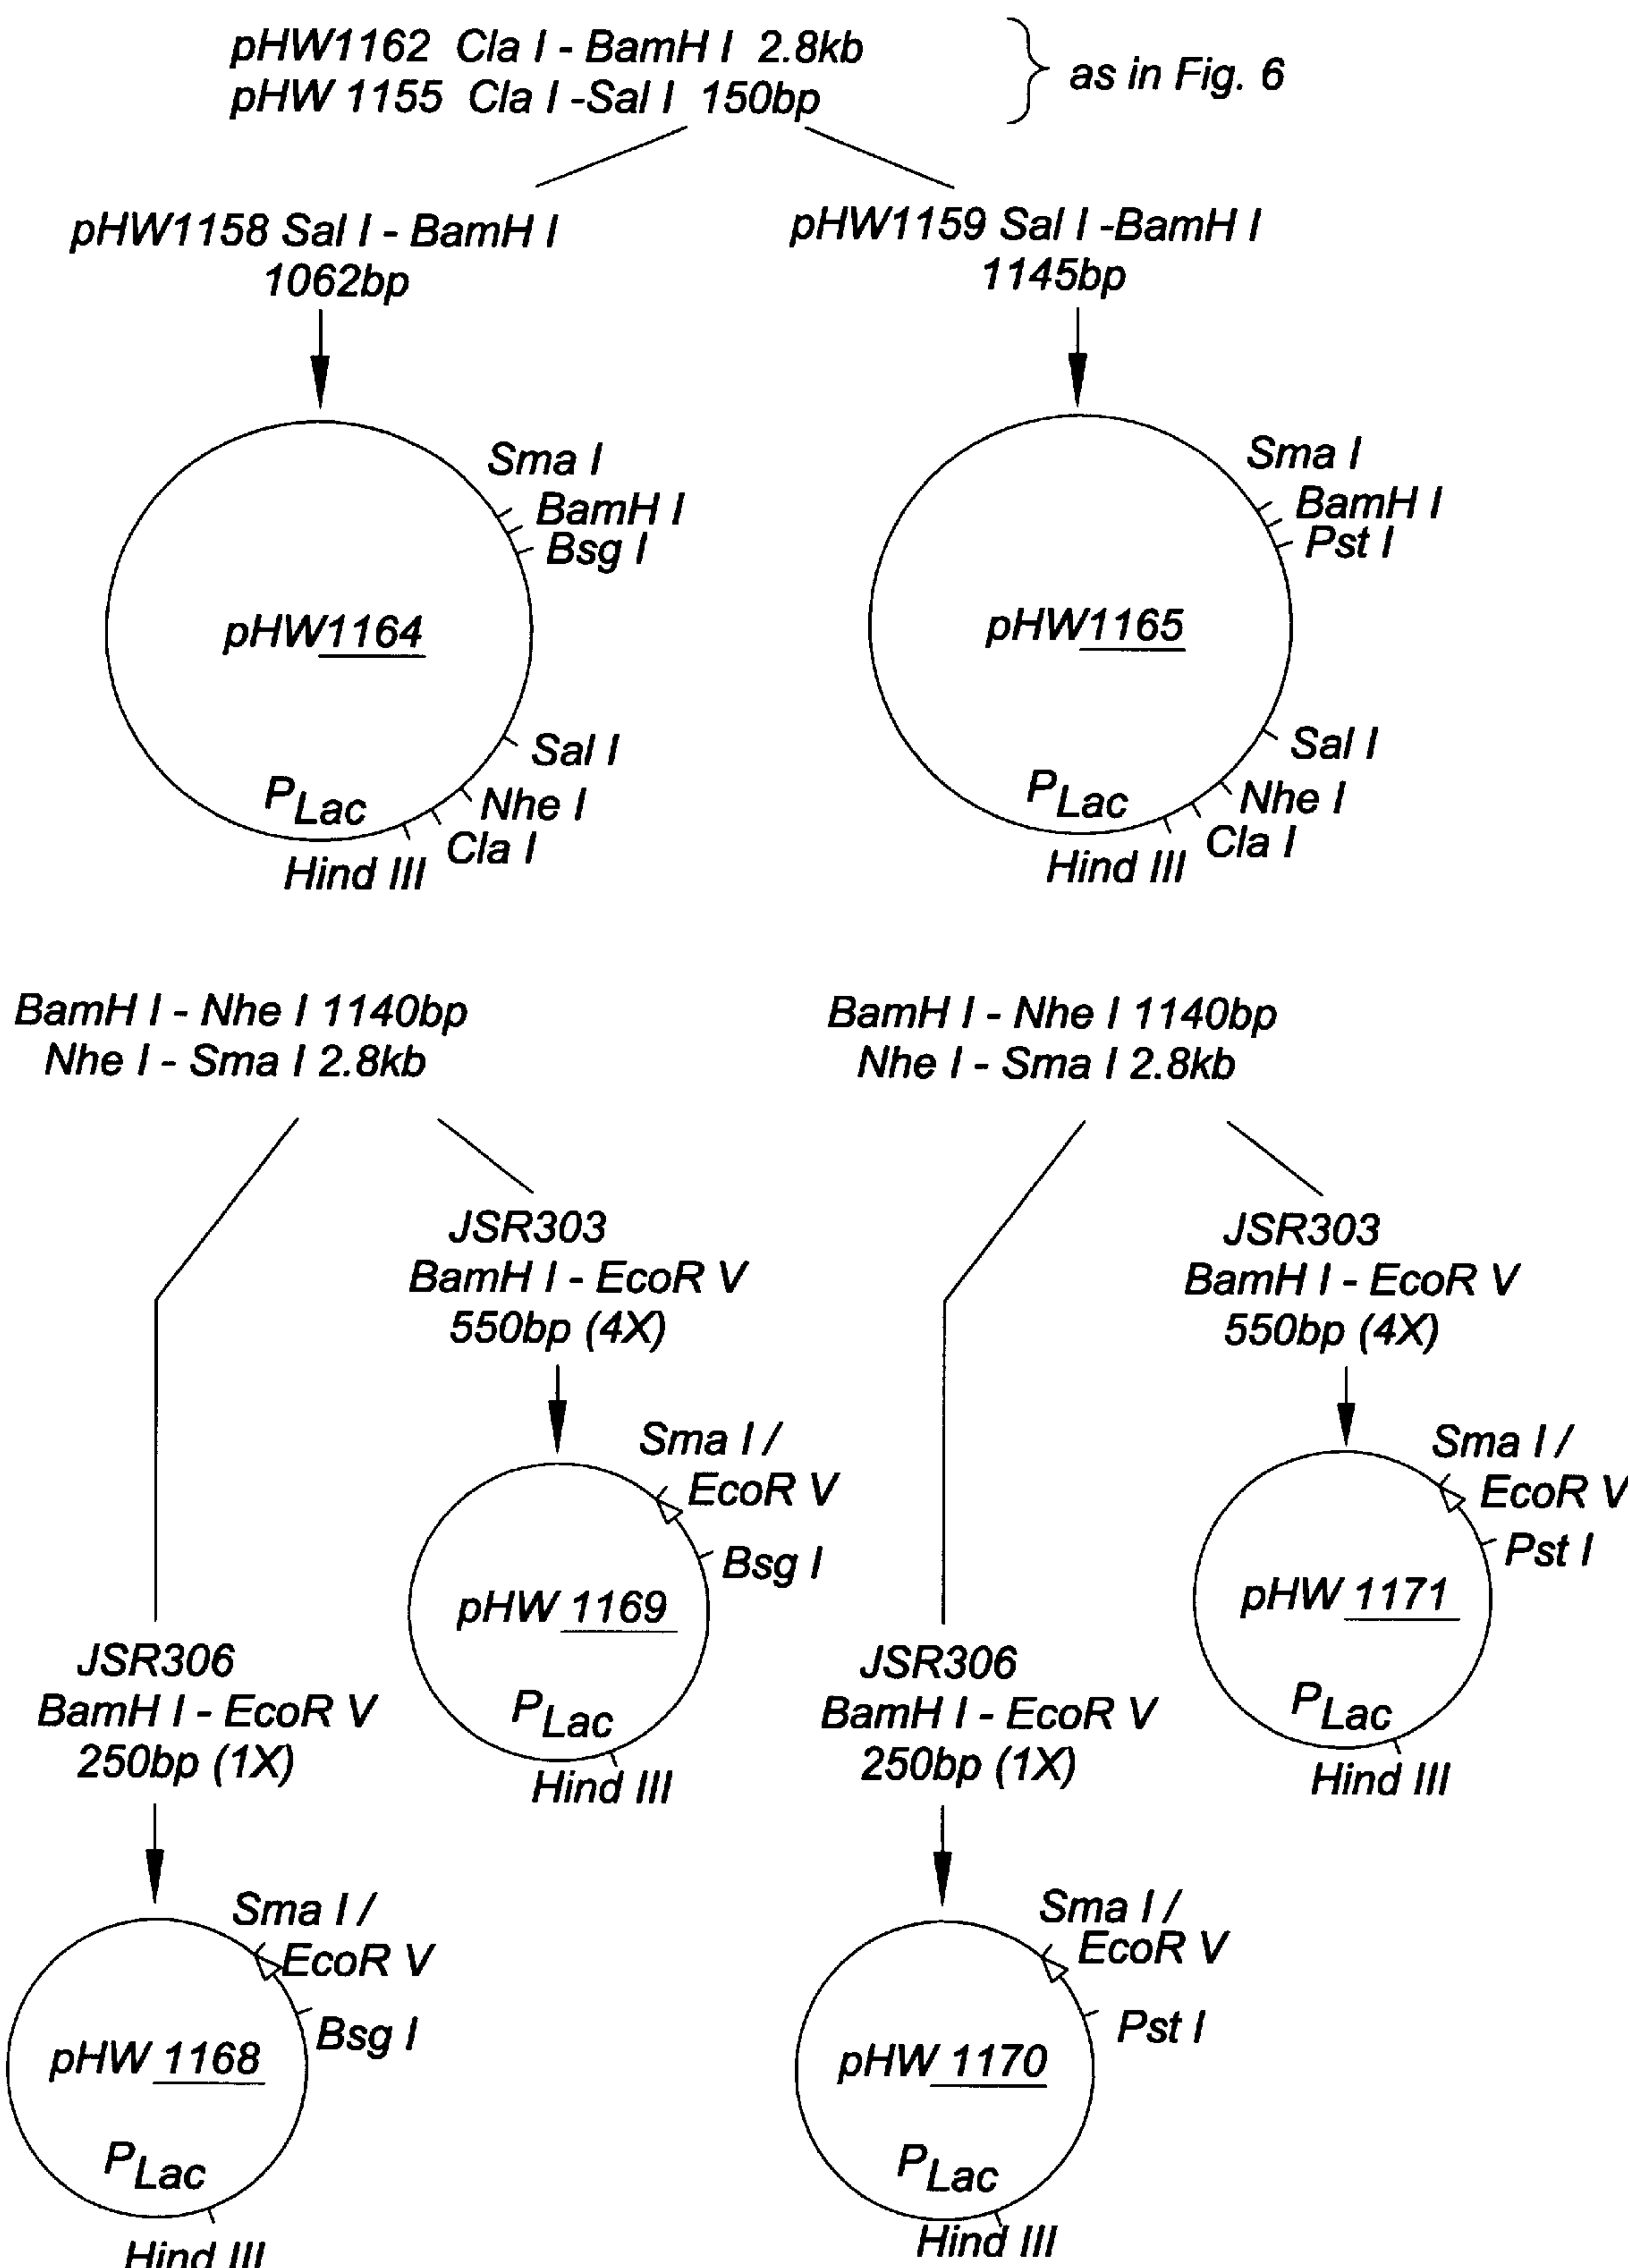 pHW1162 Cla I - BamH I 2.8kb
pHW 1155 Cla I -Sal I 150bp
as in Fig. 6
pHW1158 Sal I - BamH I
1062bp
pHW1159 Sal I -BamH I
1145bp
Sma I
BamH I
Bsg I
pHW1164
Sal I
Nhe I
Cla I
Hind III
PLac
Sma I
BamH I
Pst I
pHW1165
Sal I
Nhe I
Cla I
Hind III
PLac
BamH I - Nhe I 1140bp
Nhe I - Sma I 2.8kb
BamH I - Nhe I 1140bp
Nhe I - Sma I 2.8kb
JSR303
BamH I - EcoR V
550bp (4X)
JSR303
BamH I - EcoR V
550bp (4X)
Sma I /
EcoR V
Bsg I
pHW 1169
PLac
Hind III
Sma I /
EcoR V
Pst I
pHW 1171
PLac
Hind III
JSR306
BamH I - EcoR V
250bp (1X)
JSR306
BamH I - EcoR V
250bp (1X)
Sma I /
EcoR V
Bsg I
pHW 1168
PLac
Hind III
Sma I /
EcoR V
Pst I
pHW 1170
PLac
Hind III